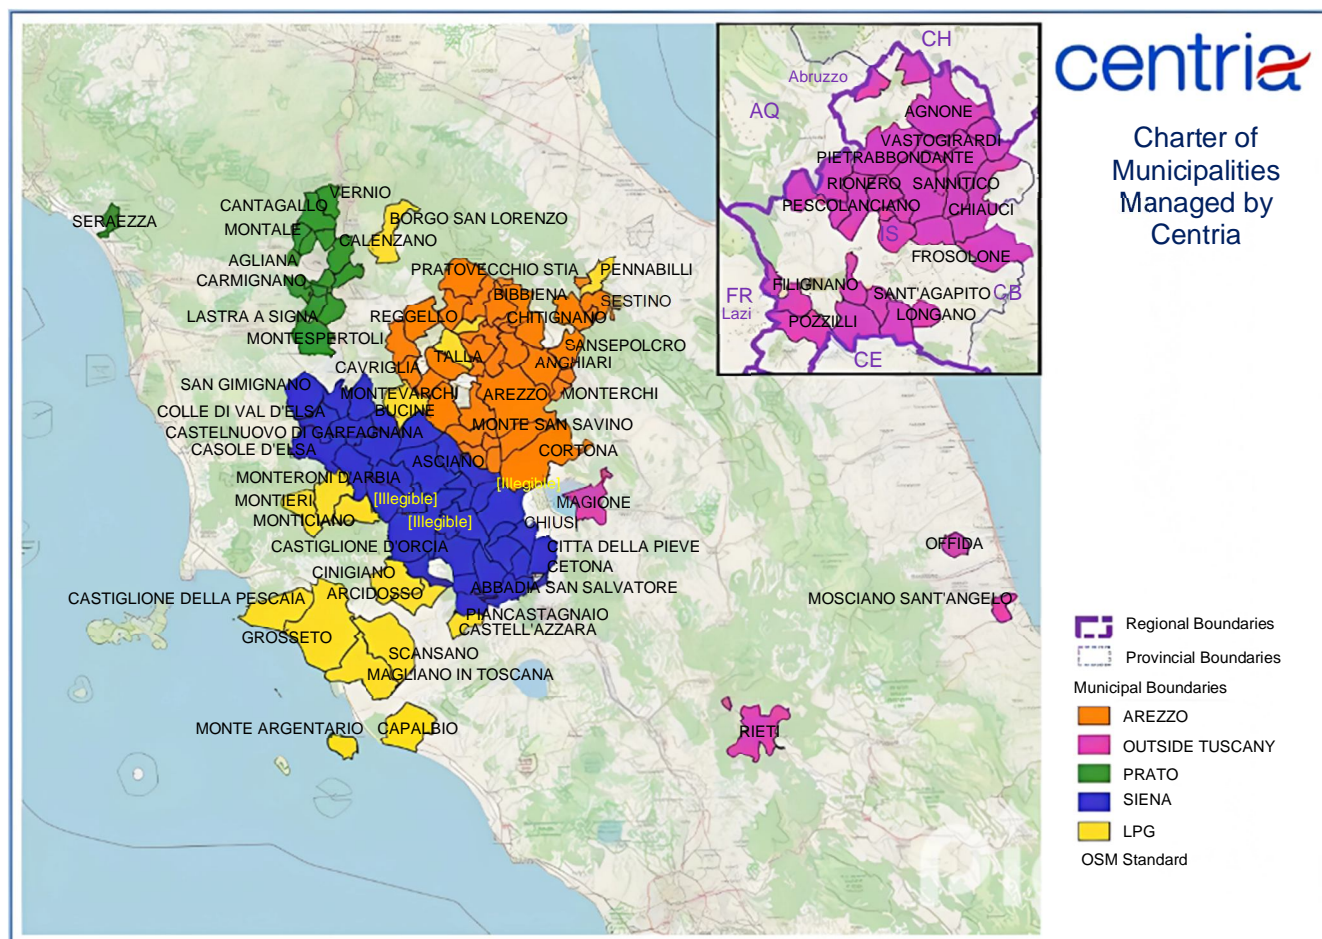 centria
Charter of
Municipalities
Managed by
Centria
CH
Abruzzo
AQ
AGNONE
VASTOGIRARDI
PIETRABBONDANTE
RIONERO SANNITICO
PESCOLANCIANO
CHIAUCI
IS
FROSOLONE
FILIGNANO
SANT'AGAPITO
CB
FR
Lazi
LONGANO
POZZILLI
CE
VERNIO
SERAEZZA
CANTAGALLO
BORGO SAN LORENZO
MONTALE
CALENZANO
AGLIANA
PRATOVECCHIO STIA
PENNABILLI
CARMIGNANO
BIBBIENA
SESTINO
LASTRA A SIGNA
REGGELLO
CHITIGNANO
MONTESPERTOLI
SANSEPOLCRO
TALLA
ANGHIARI
CAVRIGLIA
SAN GIMIGNANO
MONTEVARCHI
AREZZO
MONTERCHI
COLLE DI VAL D'ELSA
BUCINE
CASTELNUOVO DI GARFAGNANA
MONTE SAN SAVINO
CASOLE D'ELSA
CORTONA
ASCIANO
MONTERONI D'ARBIA
[Illegible]
MONTIERI
[Illegible]
MAGIONE
MONTICIANO
[Illegible]
CHIUSI
CASTIGLIONE D'ORCIA
CITTA DELLA PIEVE
OFFIDA
CINIGIANO
CETONA
ARCIDOSSO
ABBADIA SAN SALVATORE
CASTIGLIONE DELLA PESCAIA
MOSCIANO SANT'ANGELO
PIANCASTAGNAIO
GROSSETO
CASTELL'AZZARA
SCANSANO
MAGLIANO IN TOSCANA
MONTE ARGENTARIO
CAPALBIO
RIETI
Regional Boundaries
Provincial Boundaries
Municipal Boundaries
AREZZO
OUTSIDE TUSCANY
PRATO
SIENA
LPG
OSM Standard